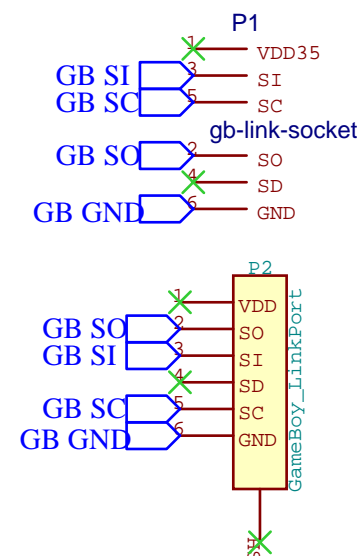 P1
1 VDD35
GB SI 3 SI
GB SC 5 SC
gb-link-socket
GB SO 2 SO
4 SD
GB GND 6 GND
P2
1 VDD
GB SO 2 SO
GB SI 3 SI
4 SD
GB SC 5 SC
GB GND 6 GND
GameBoy_LinkPort